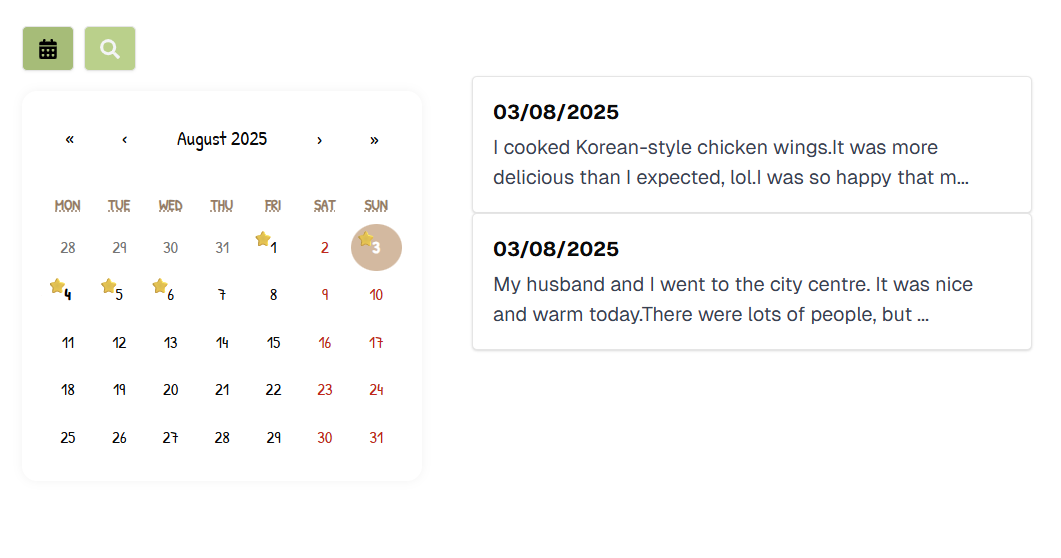 « ‹ August 2025 › »
MON TUE WED THU FRI SAT SUN
28 29 30 31 1 2 3
4 5 6 7 8 9 10
11 12 13 14 15 16 17
18 19 20 21 22 23 24
25 26 27 28 29 30 31
03/08/2025
I cooked Korean-style chicken wings.It was more
delicious than I expected, lol.I was so happy that m...
03/08/2025
My husband and I went to the city centre. It was nice
and warm today.There were lots of people, but ...